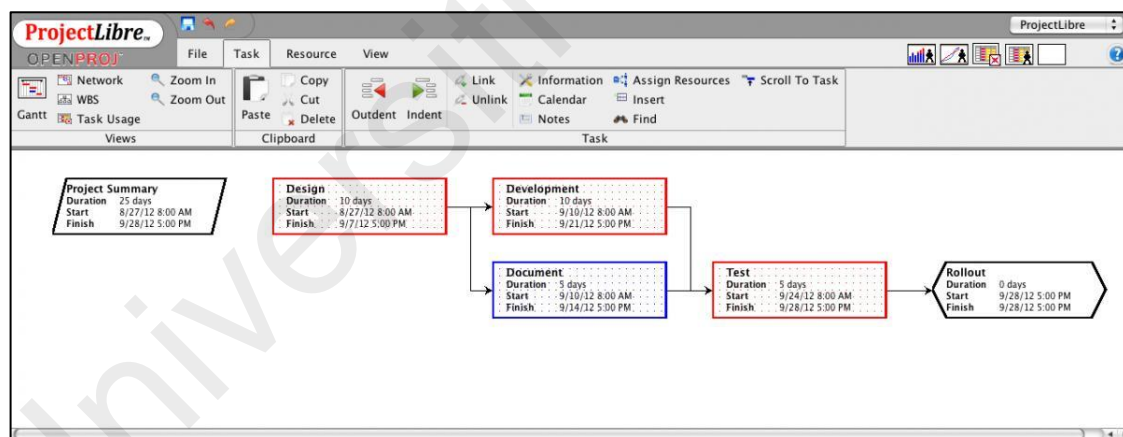 ProjectLibre™
OPENPROJ™
ProjectLibre
File Task Resource View
Gantt
Network
WBS
Task Usage
Zoom In
Zoom Out
Views
Paste
Copy
Cut
Delete
Clipboard
Outdent
Indent
Link
Unlink
Information
Calendar
Notes
Assign Resources
Insert
Find
Scroll To Task
Task
Project Summary
Duration 25 days
Start 8/27/12 8:00 AM
Finish 9/28/12 5:00 PM
Design
Duration 10 days
Start 8/27/12 8:00 AM
Finish 9/7/12 5:00 PM
Development
Duration 10 days
Start 9/10/12 8:00 AM
Finish 9/21/12 5:00 PM
Document
Duration 5 days
Start 9/10/12 8:00 AM
Finish 9/14/12 5:00 PM
Test
Duration 5 days
Start 9/24/12 8:00 AM
Finish 9/28/12 5:00 PM
Rollout
Duration 0 days
Start 9/28/12 5:00 PM
Finish 9/28/12 5:00 PM
Universiti